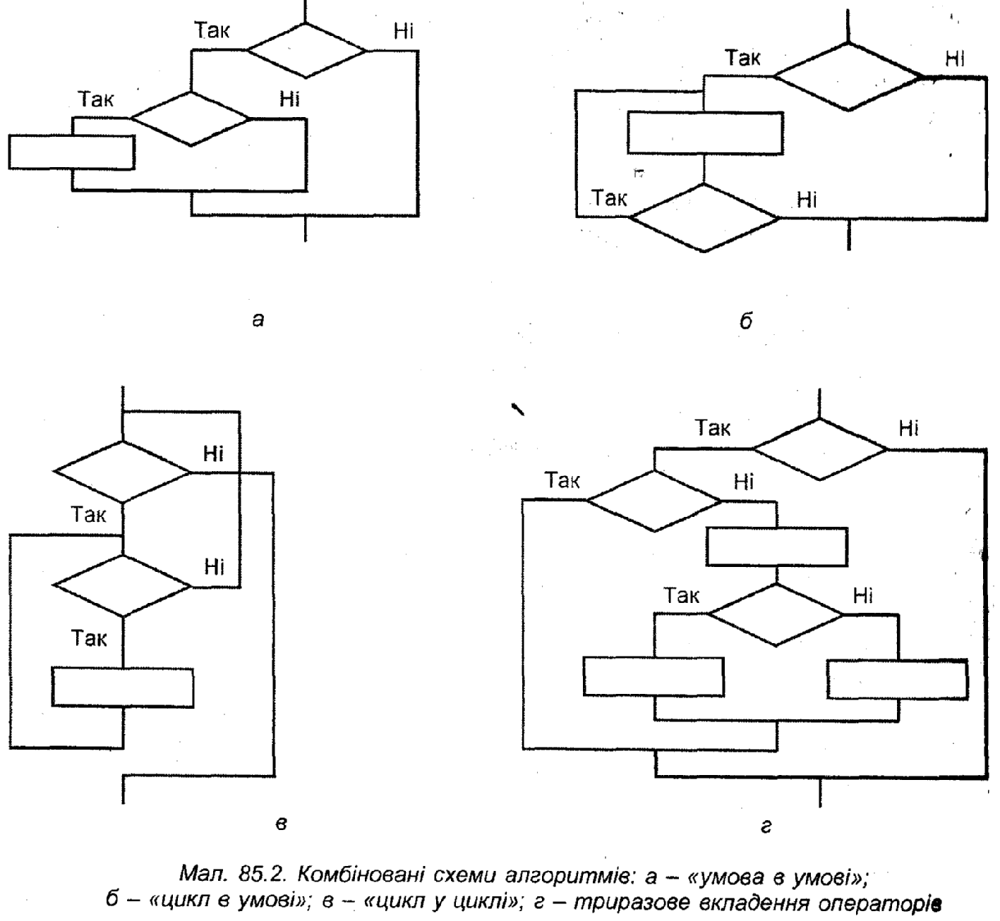 Так
Ні
Так
Ні
а
Так
Ні
Так
Ні
б
Ні
Так
Ні
Так
в
Так
Ні
Так
Ні
Так
Ні
г
Мал. 85.2. Комбіновані схеми алгоритмів: а – «умова в умові»;
б – «цикл в умові»; в – «цикл у циклі»; г – триразове вкладення операторів